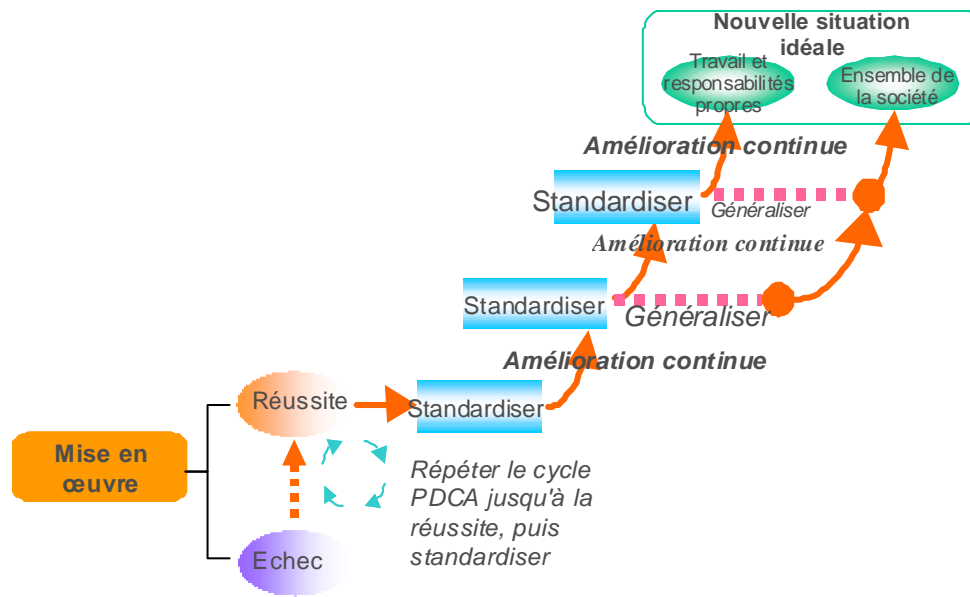 Nouvelle situation
idéale
Travail et
responsabilités
propres
Ensemble de
la société
Amélioration continue
Standardiser
Généraliser
Amélioration continue
Standardiser
Généraliser
Amélioration continue
Réussite
Standardiser
Mise en
œuvre
Répéter le cycle
PDCA jusqu'à la
réussite, puis
standardiser
Echec